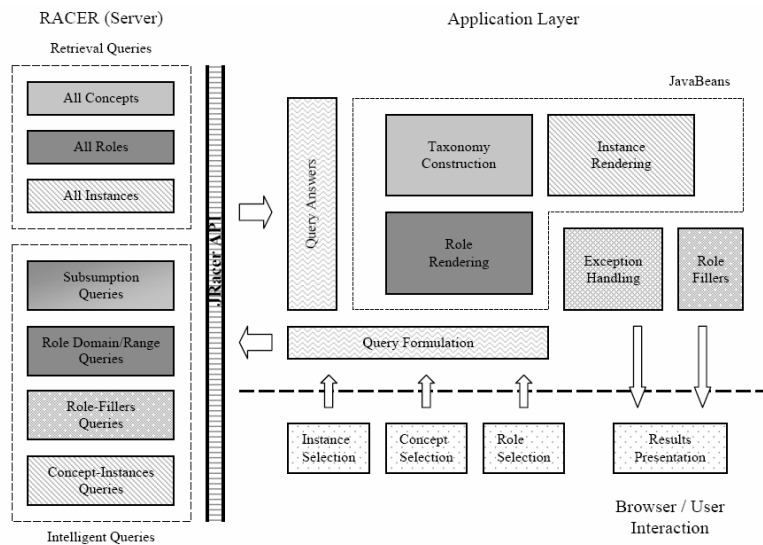 RACER (Server)
Retrieval Queries
All Concepts
All Roles
All Instances
Subsumption
Queries
Role Domain/Range
Queries
Role-Fillers
Queries
Concept-Instances
Queries
Intelligent Queries
JRacer API
Application Layer
JavaBeans
Query Answers
Taxonomy
Construction
Instance
Rendering
Role
Rendering
Exception
Handling
Role
Fillers
Query Formulation
Instance
Selection
Concept
Selection
Role
Selection
Results
Presentation
Browser / User
Interaction